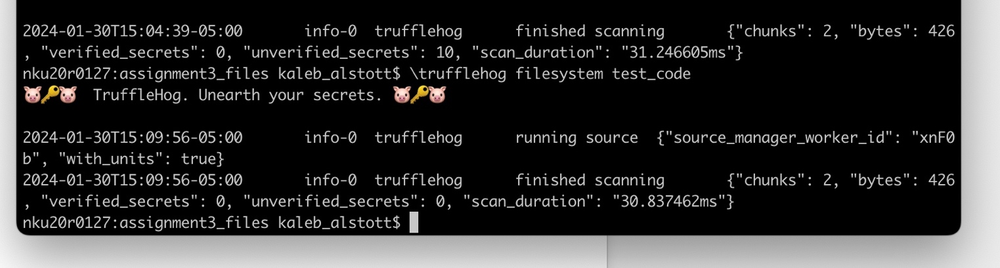 2024-01-30T15:04:39-05:00 info-0 trufflehog finished scanning {"chunks": 2, "bytes": 426
, "verified_secrets": 0, "unverified_secrets": 10, "scan_duration": "31.246605ms"}
nku20r0127:assignment3_files kaleb_alstott$ \trufflehog filesystem test_code
🐷🔑🐷 TruffleHog. Unearth your secrets. 🐷🔑🐷
2024-01-30T15:09:56-05:00 info-0 trufflehog running source {"source_manager_worker_id": "xnF0
b", "with_units": true}
2024-01-30T15:09:56-05:00 info-0 trufflehog finished scanning {"chunks": 2, "bytes": 426
, "verified_secrets": 0, "unverified_secrets": 0, "scan_duration": "30.837462ms"}
nku20r0127:assignment3_files kaleb_alstott$